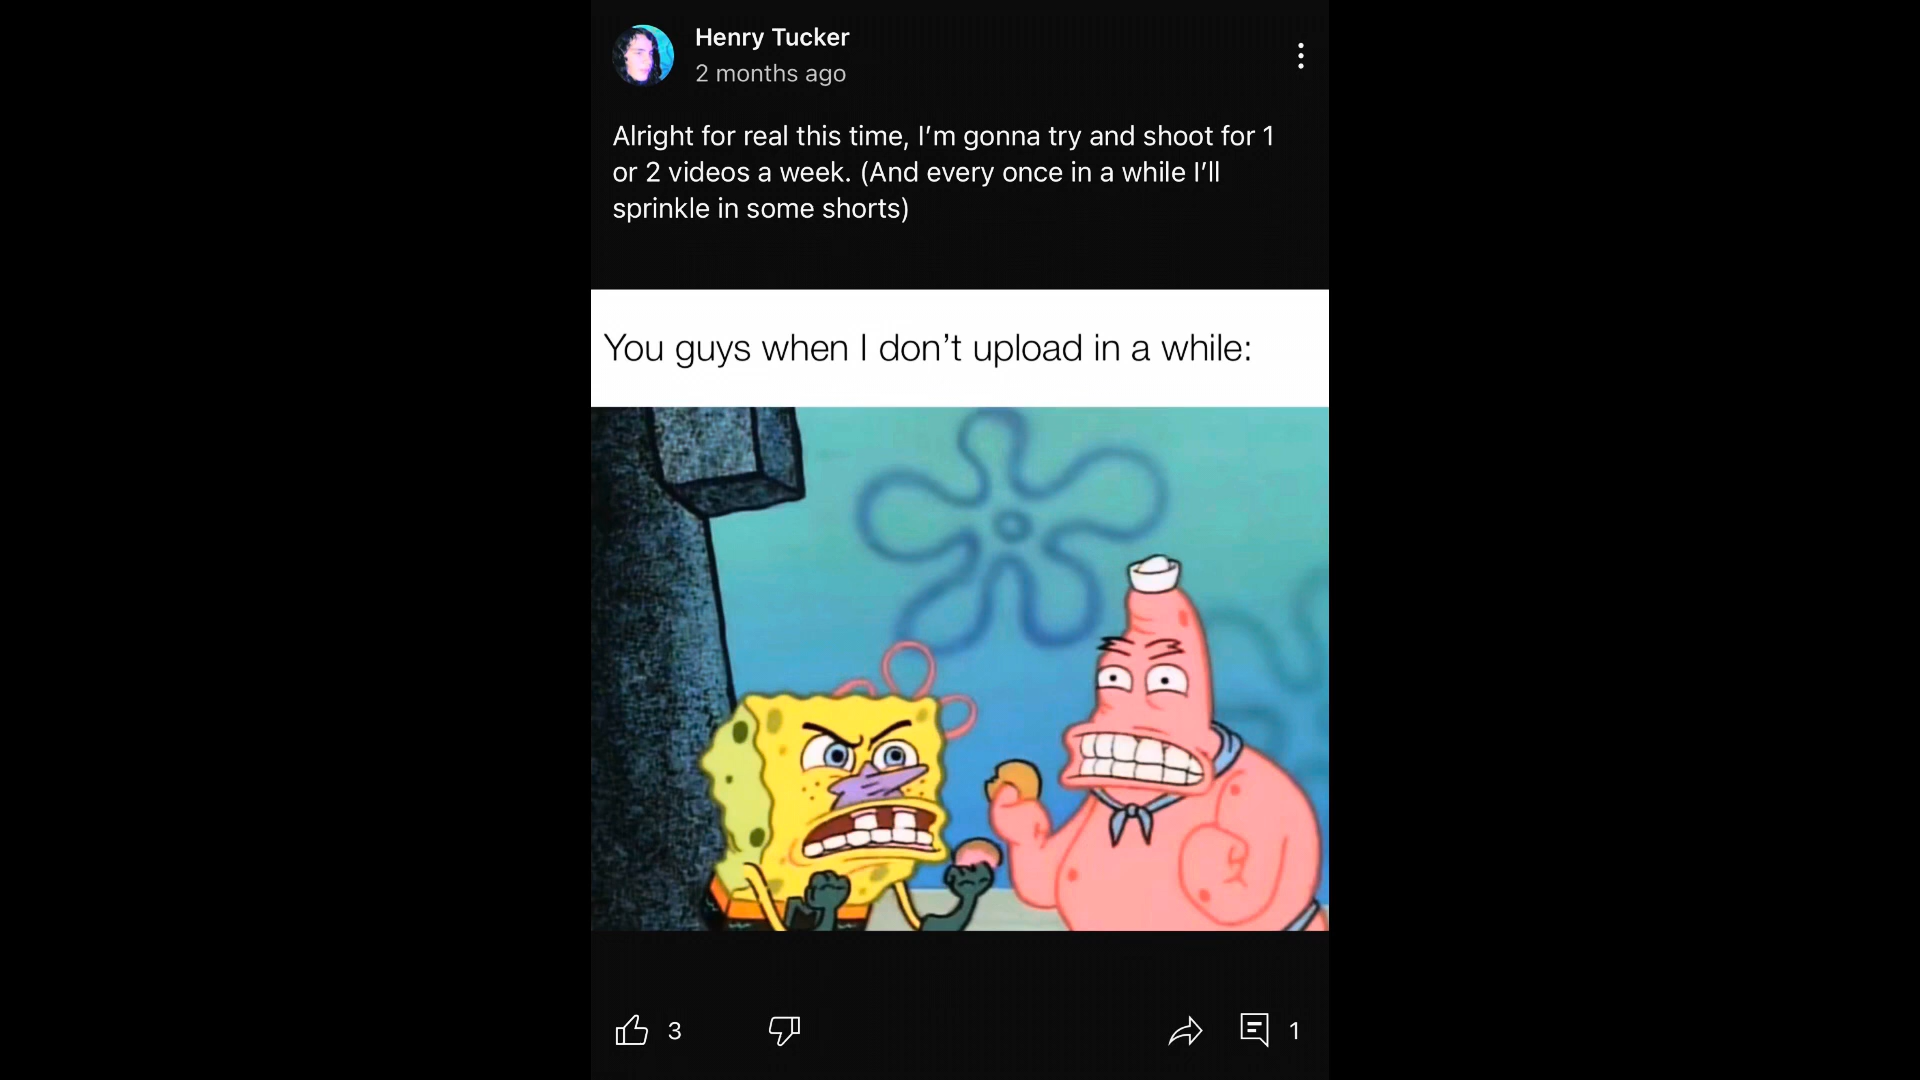 Henry Tucker
2 months ago
Alright for real this time, I’m gonna try and shoot for 1
or 2 videos a week. (And every once in a while I’ll
sprinkle in some shorts)
You guys when I don’t upload in a while:
3
1